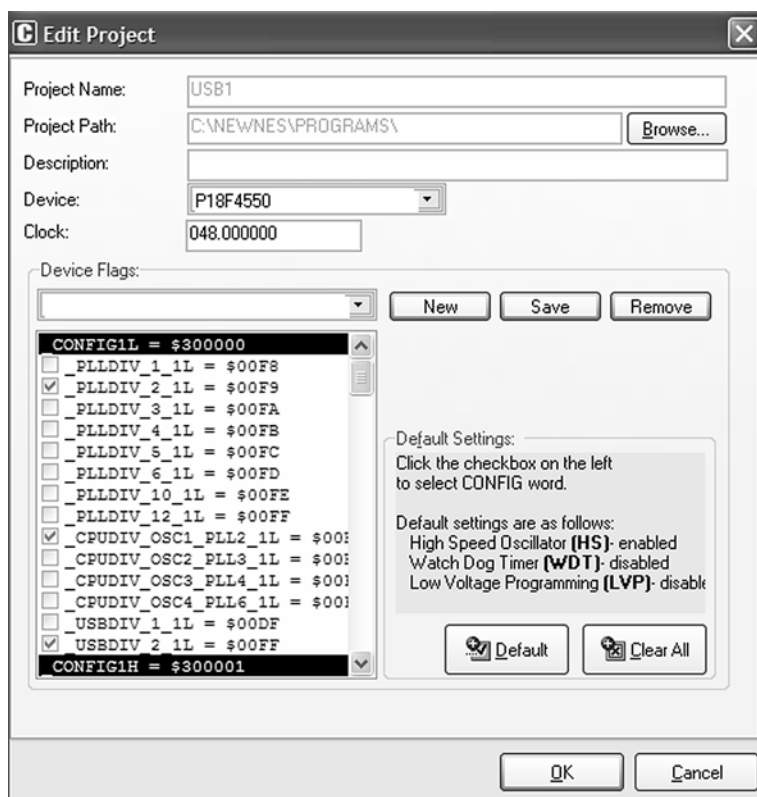 C Edit Project
Project Name: USB1
Project Path: C:\NEWNES\PROGRAMS\ Browse...
Description:
Device: P18F4550
Clock: 048.000000
Device Flags:
New Save Remove
_CONFIG1L = $300000
_PLLDIV_1_1L = $00F8
_PLLDIV_2_1L = $00F9
_PLLDIV_3_1L = $00FA
_PLLDIV_4_1L = $00FB
_PLLDIV_5_1L = $00FC
_PLLDIV_6_1L = $00FD
_PLLDIV_10_1L = $00FE
_PLLDIV_12_1L = $00FF
_CPUDIV_OSC1_PLL2_1L = $00
_CPUDIV_OSC2_PLL3_1L = $00
_CPUDIV_OSC3_PLL4_1L = $00
_CPUDIV_OSC4_PLL6_1L = $00
_USBDIV_1_1L = $00DF
_USBDIV_2_1L = $00FF
_CONFIG1H = $300001
Default Settings:
Click the checkbox on the left
to select CONFIG word.
Default settings are as follows:
High Speed Oscillator (HS)- enabled
Watch Dog Timer (WDT)- disabled
Low Voltage Programming (LVP)- disable
Default Clear All
OK Cancel